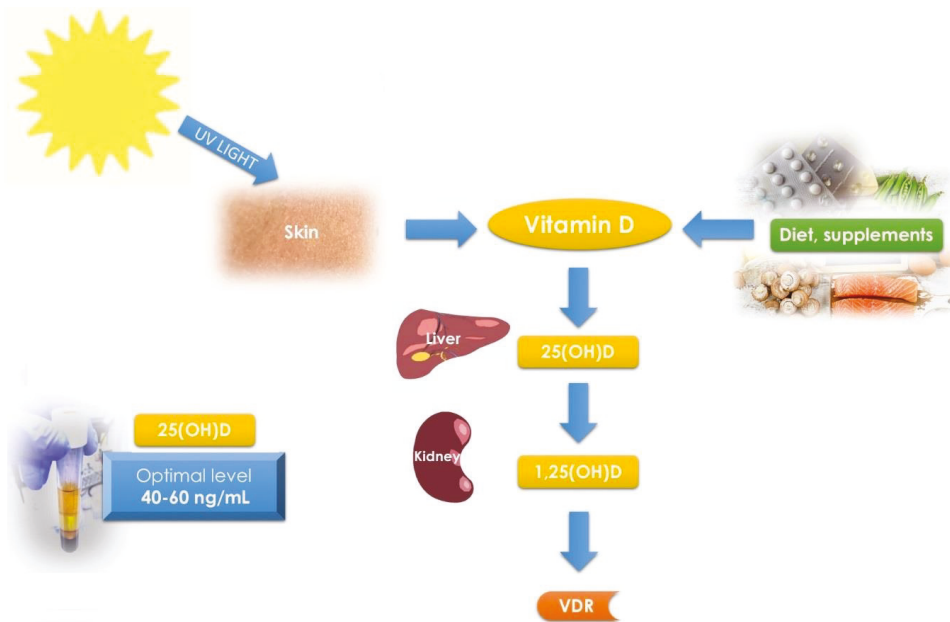 UV LIGHT
Skin
Vitamin D
Diet, supplements
Liver
25(OH)D
Kidney
1,25(OH)D
VDR
25(OH)D
Optimal level
40-60 ng/mL